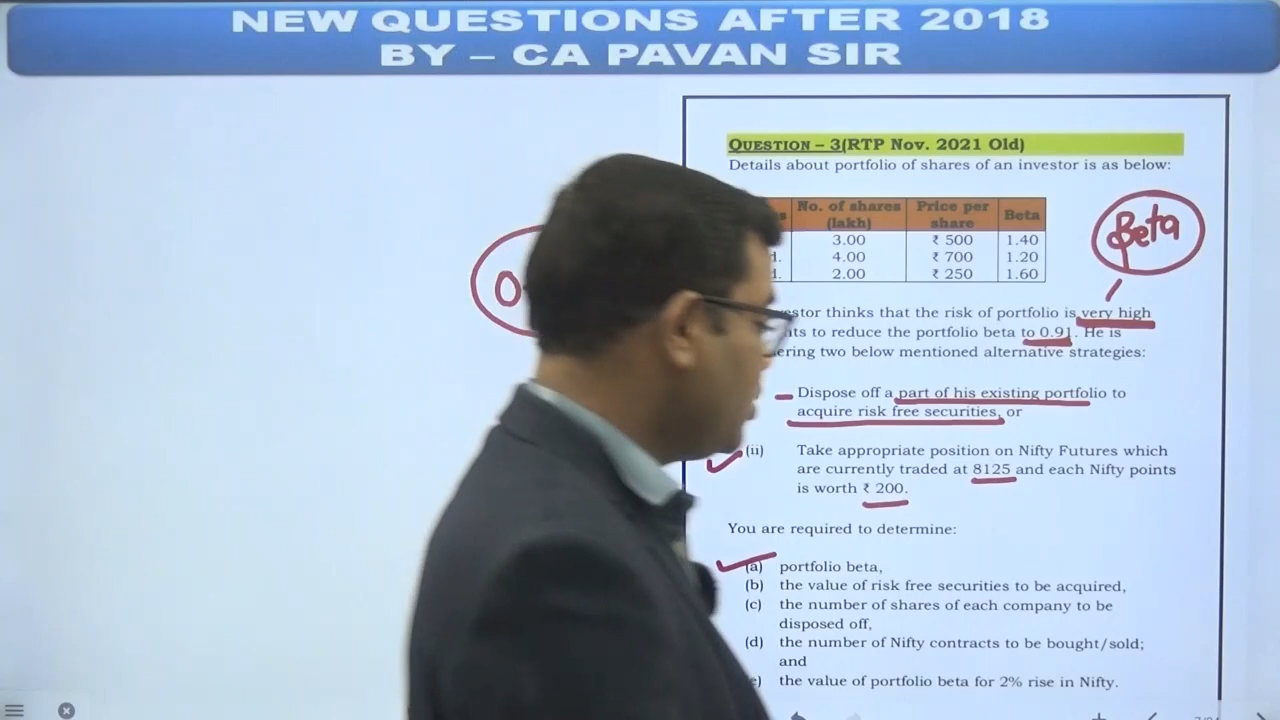 NEW QUESTIONS AFTER 2018
BY – CA PAVAN SIR
QUESTION – 3(RTP Nov. 2021 Old)
Details about portfolio of shares of an investor is as below:
No. of shares (lakh) Price per share Beta
3.00 ₹ 500 1.40
4.00 ₹ 700 1.20
2.00 ₹ 250 1.60
Beta
thinks that the risk of portfolio is very high
to reduce the portfolio beta to 0.91. He is
two below mentioned alternative strategies:
Dispose off a part of his existing portfolio to
acquire risk free securities, or
(ii) Take appropriate position on Nifty Futures which
are currently traded at 8125 and each Nifty points
is worth ₹ 200.
You are required to determine:
(a) portfolio beta,
(b) the value of risk free securities to be acquired,
(c) the number of shares of each company to be
disposed off,
(d) the number of Nifty contracts to be bought/sold;
and
the value of portfolio beta for 2% rise in Nifty.